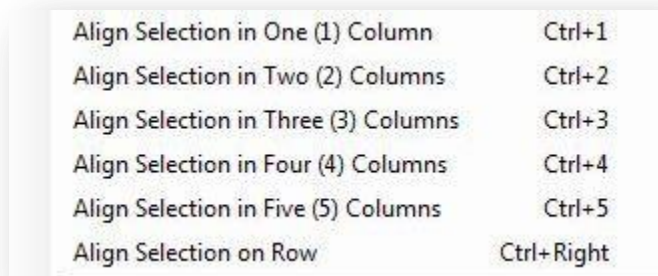 Align Selection in One (1) Column Ctrl+1
Align Selection in Two (2) Columns Ctrl+2
Align Selection in Three (3) Columns Ctrl+3
Align Selection in Four (4) Columns Ctrl+4
Align Selection in Five (5) Columns Ctrl+5
Align Selection on Row Ctrl+Right